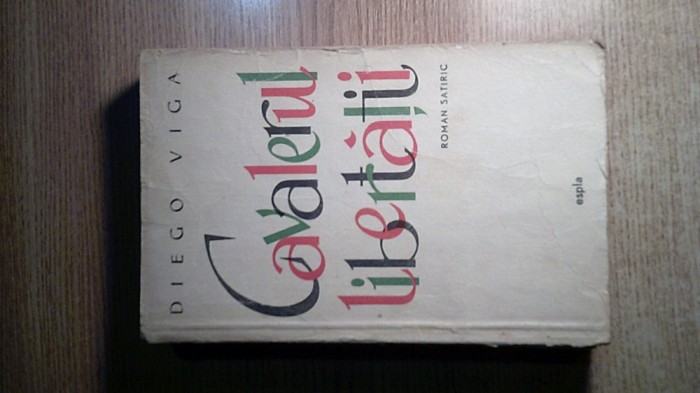 DIEGO VIGA
Cavalerul
libertății
ROMAN SATIRIC
espla